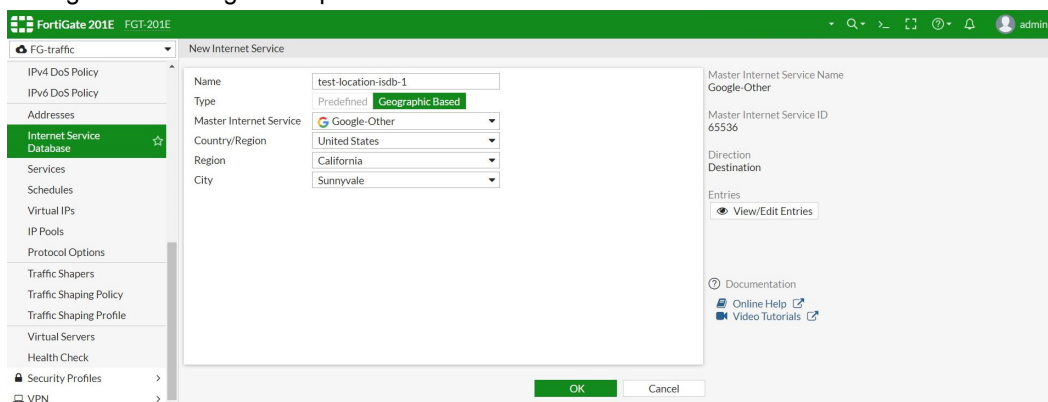 FortiGate 201E FGT-201E
admin
FG-traffic
New Internet Service
IPv4 DoS Policy
IPv6 DoS Policy
Addresses
Internet Service
Database
Services
Schedules
Virtual IPs
IP Pools
Protocol Options
Traffic Shapers
Traffic Shaping Policy
Traffic Shaping Profile
Virtual Servers
Health Check
Security Profiles
VPN
Name test-location-isdb-1
Type Predefined Geographic Based
Master Internet Service Google-Other
Country/Region United States
Region California
City Sunnyvale
OK Cancel
Master Internet Service Name
Google-Other
Master Internet Service ID
65536
Direction
Destination
Entries
View/Edit Entries
Documentation
Online Help
Video Tutorials